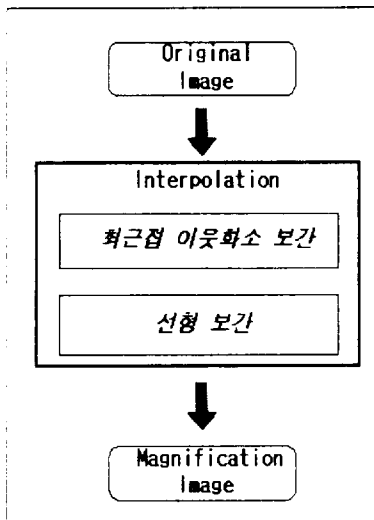 Original
Image
Interpolation
최근접 이웃화소 보간
선형 보간
Magnification
Image